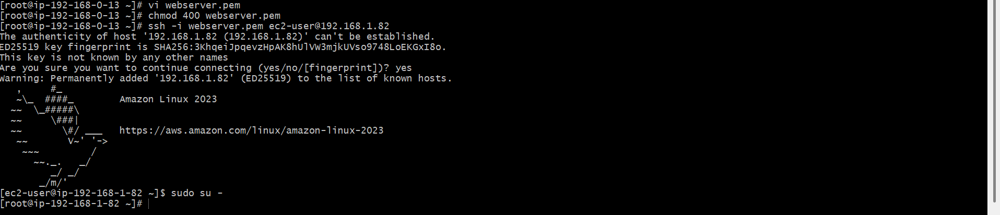 [root@ip-192-168-0-13 ~]# vi webserver.pem
[root@ip-192-168-0-13 ~]# chmod 400 webserver.pem
[root@ip-192-168-0-13 ~]# ssh -i webserver.pem ec2-user@192.168.1.82
The authenticity of host '192.168.1.82 (192.168.1.82)' can't be established.
ED25519 key fingerprint is SHA256:3KhqeiJpqevzHpAK8hUlVW3mjkUVso9748LoEKGxI8o.
This key is not known by any other names
Are you sure you want to continue connecting (yes/no/[fingerprint])? yes
Warning: Permanently added '192.168.1.82' (ED25519) to the list of known hosts.
   ,     #_
   ~\_  ####_        Amazon Linux 2023
  ~~  \_#####\
  ~~     \###|
  ~~       \#/ ___   https://aws.amazon.com/linux/amazon-linux-2023
   ~~       V~' '->
    ~~~         /
      ~~._.   _/
         _/ _/
       _/m/'
[ec2-user@ip-192-168-1-82 ~]$ sudo su -
[root@ip-192-168-1-82 ~]#